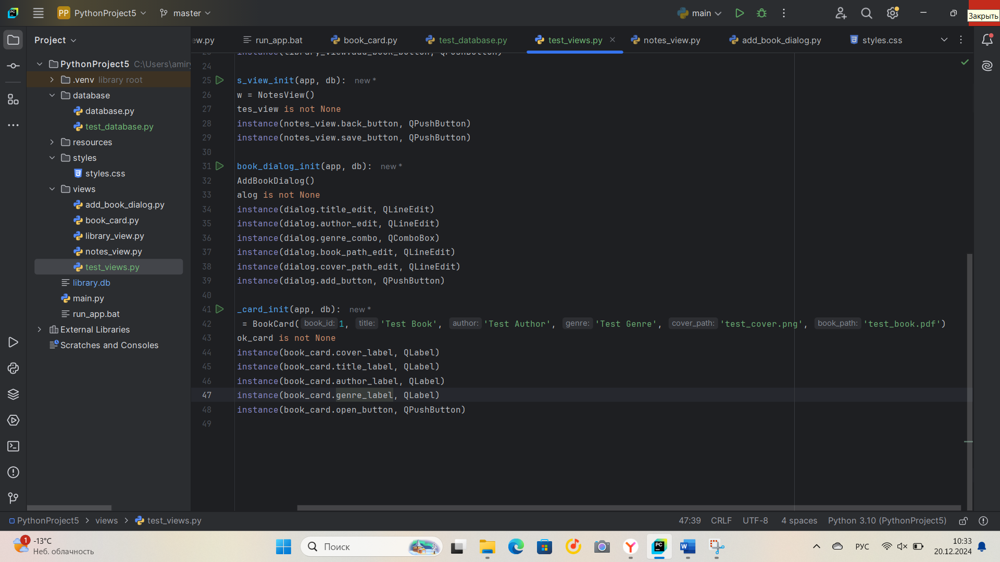 PP PythonProject5 master main
Закрыть
Project
ew.py run_app.bat book_card.py test_database.py test_views.py notes_view.py add_book_dialog.py styles.css
PythonProject5 C:\Users\amiry
.venv library root
database
database.py
test_database.py
resources
styles
styles.css
views
add_book_dialog.py
book_card.py
library_view.py
notes_view.py
test_views.py
library.db
main.py
run_app.bat
External Libraries
Scratches and Consoles
instance(library_view.add_book_button, QPushButton)
24
25 s_view_init(app, db): new *
26 w = NotesView()
27 tes_view is not None
28 instance(notes_view.back_button, QPushButton)
29 instance(notes_view.save_button, QPushButton)
30
31 book_dialog_init(app, db): new *
32 AddBookDialog()
33 alog is not None
34 instance(dialog.title_edit, QLineEdit)
35 instance(dialog.author_edit, QLineEdit)
36 instance(dialog.genre_combo, QComboBox)
37 instance(dialog.book_path_edit, QLineEdit)
38 instance(dialog.cover_path_edit, QLineEdit)
39 instance(dialog.add_button, QPushButton)
40
41 _card_init(app, db): new *
42 = BookCard( book_id: 1, title: 'Test Book', author: 'Test Author', genre: 'Test Genre', cover_path: 'test_cover.png', book_path: 'test_book.pdf')
43 ok_card is not None
44 instance(book_card.cover_label, QLabel)
45 instance(book_card.title_label, QLabel)
46 instance(book_card.author_label, QLabel)
47 instance(book_card.genre_label, QLabel)
48 instance(book_card.open_button, QPushButton)
49
PythonProject5 > views > test_views.py 47:39 CRLF UTF-8 4 spaces Python 3.10 (PythonProject5)
1 -13°C
Неб. облачность
Поиск
РУС
10:33
20.12.2024